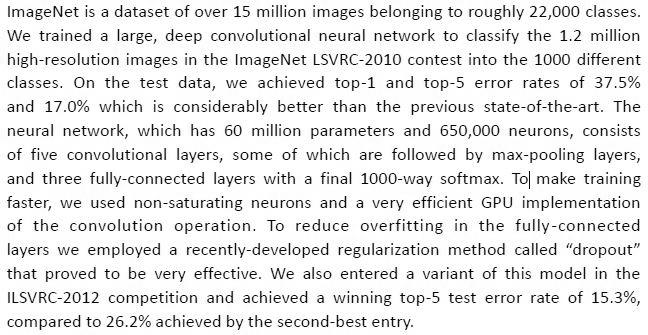 ImageNet is a dataset of over 15 million images belonging to roughly 22,000 classes.
We trained a large, deep convolutional neural network to classify the 1.2 million
high-resolution images in the ImageNet LSVRC-2010 contest into the 1000 different
classes. On the test data, we achieved top-1 and top-5 error rates of 37.5%
and 17.0% which is considerably better than the previous state-of-the-art. The
neural network, which has 60 million parameters and 650,000 neurons, consists
of five convolutional layers, some of which are followed by max-pooling layers,
and three fully-connected layers with a final 1000-way softmax. To make training
faster, we used non-saturating neurons and a very efficient GPU implementation
of the convolution operation. To reduce overfitting in the fully-connected
layers we employed a recently-developed regularization method called “dropout”
that proved to be very effective. We also entered a variant of this model in the
ILSVRC-2012 competition and achieved a winning top-5 test error rate of 15.3%,
compared to 26.2% achieved by the second-best entry.